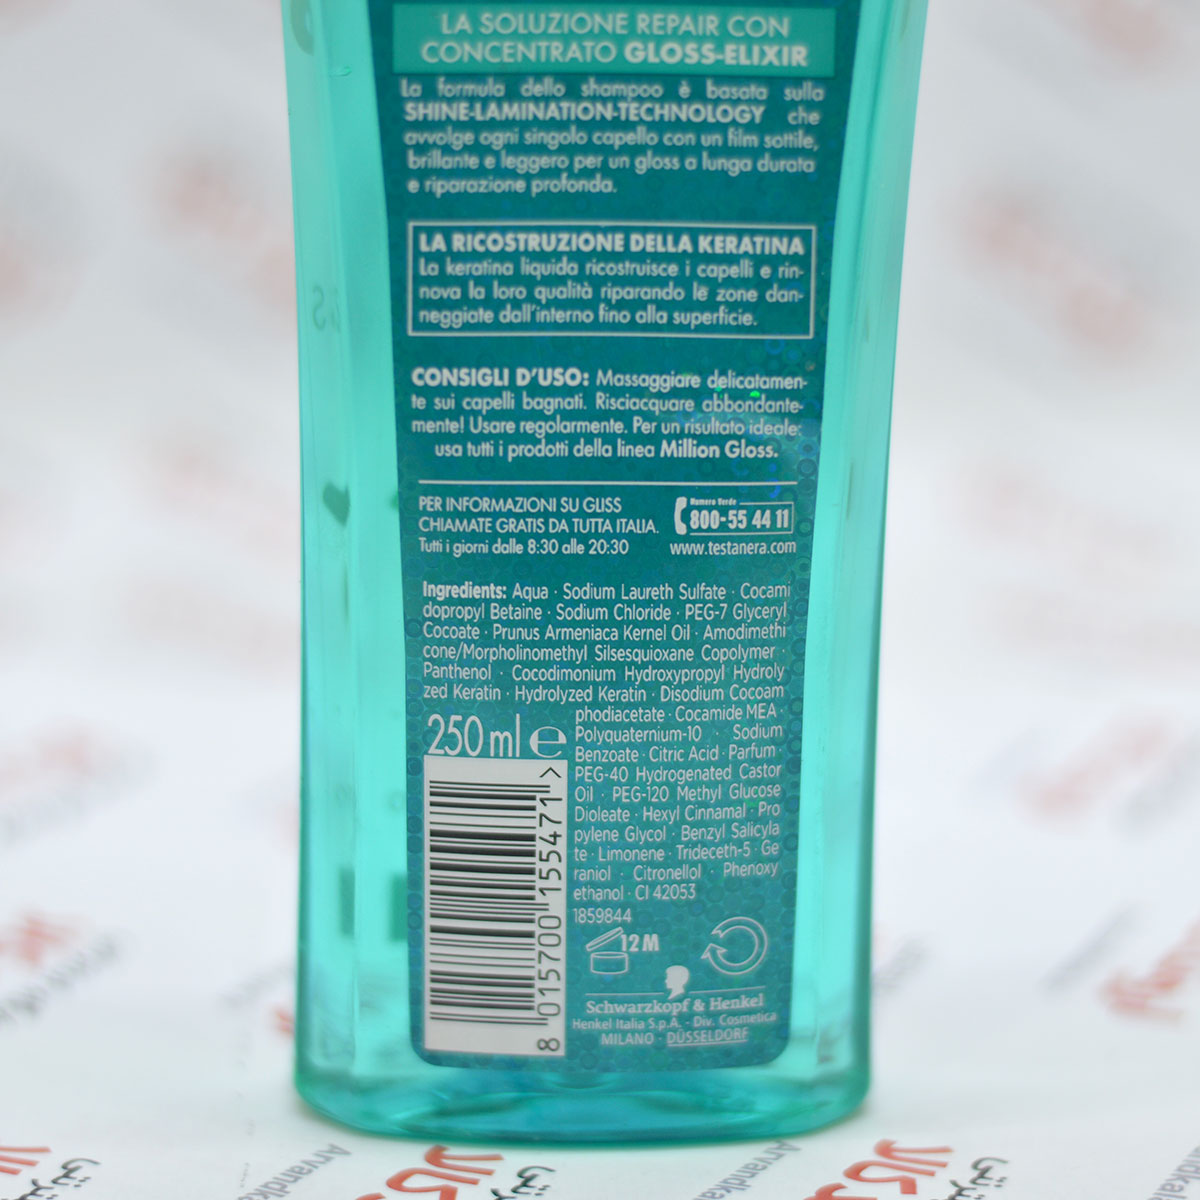 LA SOLUZIONE REPAIR CON
CONCENTRATO GLOSS-ELIXIR
La formula dello shampoo è basata sulla
SHINE-LAMINATION-TECHNOLOGY che
avvolge ogni singolo capello con un film sottile,
brillante e leggero per un gloss a lunga durata
e riparazione profonda.
LA RICOSTRUZIONE DELLA KERATINA
La keratina liquida ricostruisce i capelli e rin-
nova la loro qualità riparando le zone dan-
neggiate dall'interno fino alla superficie.
CONSIGLI D'USO: Massaggiare delicatamen-
te sui capelli bagnati. Risciacquare abbondante-
mente! Usare regolarmente. Per un risultato ideale:
usa tutti i prodotti della linea Million Gloss.
PER INFORMAZIONI SU GLISS
CHIAMATE GRATIS DA TUTTA ITALIA.
Tutti i giorni dalle 8:30 alle 20:30
Numero Verde
800-55 44 11
www.testanera.com
Ingredients: Aqua · Sodium Laureth Sulfate · Cocami
dopropyl Betaine · Sodium Chloride · PEG-7 Glyceryl
Cocoate · Prunus Armeniaca Kernel Oil · Amodimethi
cone/Morpholinomethyl Silsesquioxane Copolymer ·
Panthenol · Cocodimonium Hydroxypropyl Hydroly
zed Keratin · Hydrolyzed Keratin · Disodium Cocoam
phodiacetate · Cocamide MEA ·
Polyquaternium-10 · Sodium
Benzoate · Citric Acid · Parfum ·
PEG-40 Hydrogenated Castor
Oil · PEG-120 Methyl Glucose
Dioleate · Hexyl Cinnamal · Pro
pylene Glycol · Benzyl Salicyla
te · Limonene · Trideceth-5 · Ge
raniol · Citronellol · Phenoxy
ethanol · CI 42053
1859844
250 ml e
8 015700 155471 >
12 M
Schwarzkopf & Henkel
Henkel Italia S.p.A. - Div. Cosmetica
MILANO · DÜSSELDORF